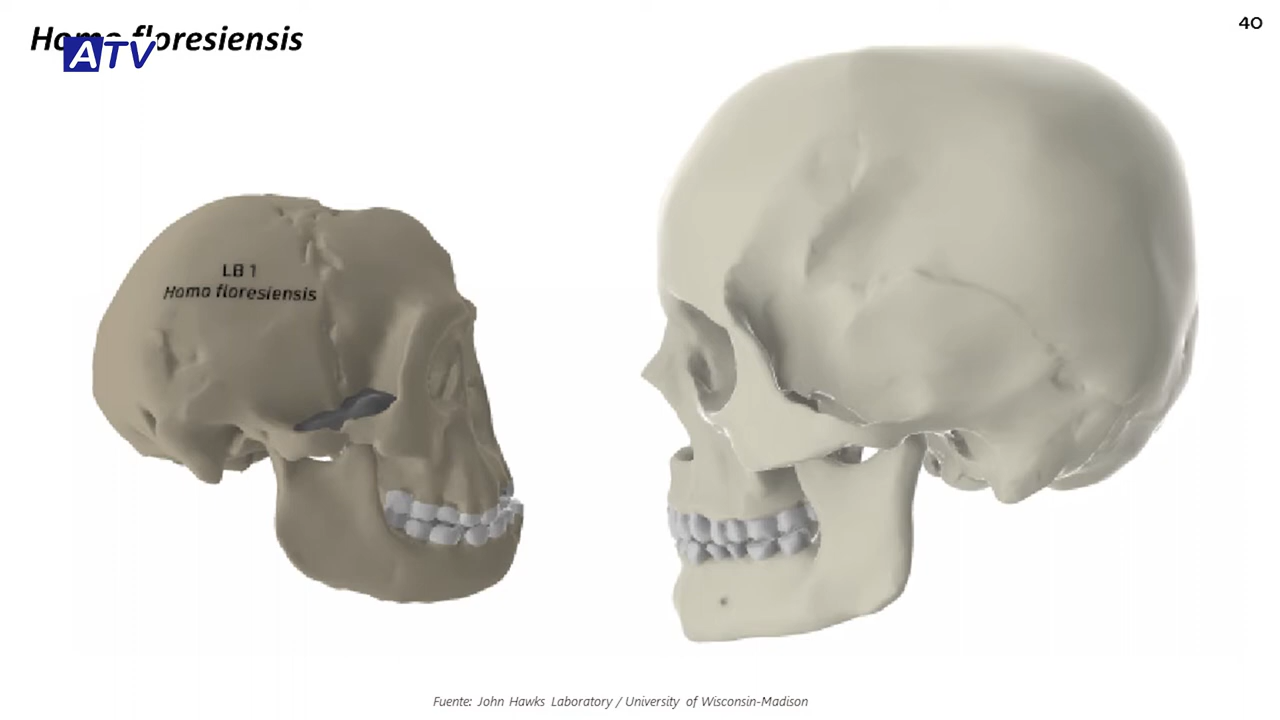 Homo floresiensis
ATV
40
LB 1
Homo floresiensis
Fuente: John Hawks Laboratory / University of Wisconsin-Madison